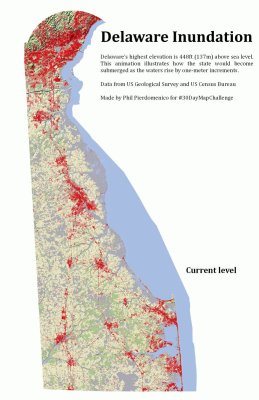 Delaware Inundation
Delaware's highest elevation is 448ft (137m) above sea level.
This animation illustrates how the state would become
submerged as the waters rise by one-meter increments.
Data from US Geological Survey and US Census Bureau
Made by Phil Pierdomenico for #30DayMapChallenge
Current level